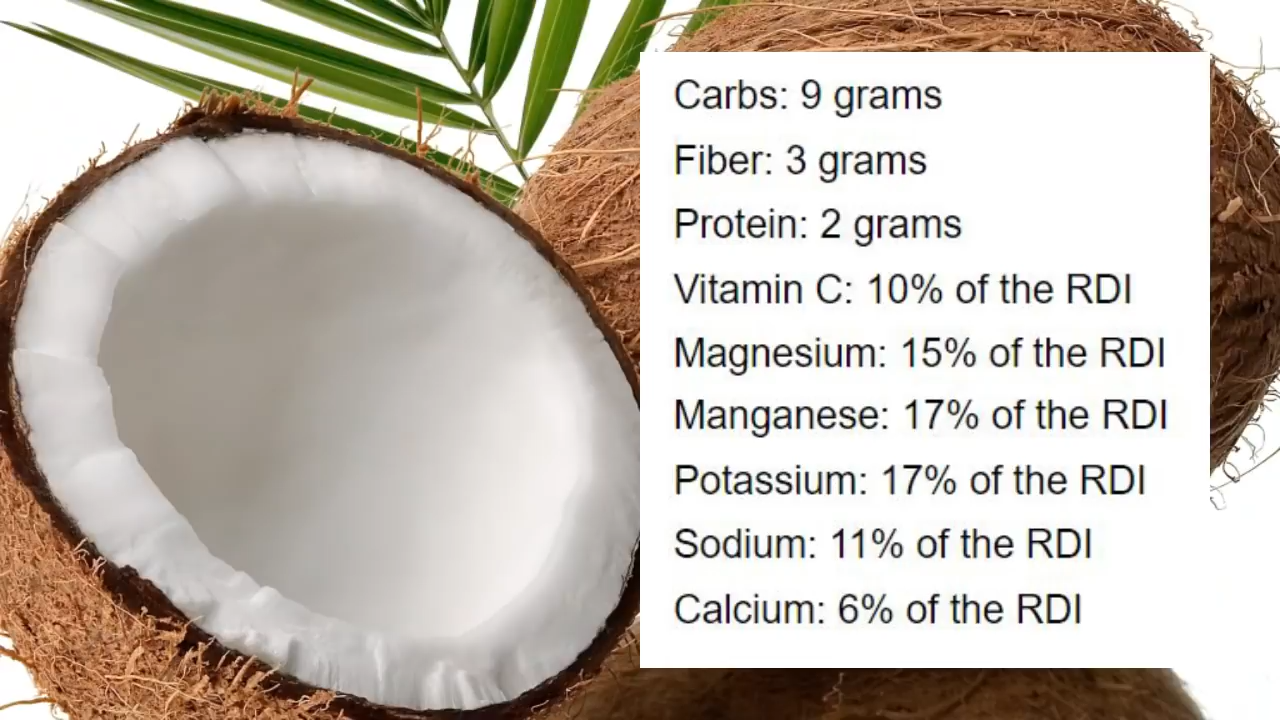 Carbs: 9 grams
Fiber: 3 grams
Protein: 2 grams
Vitamin C: 10% of the RDI
Magnesium: 15% of the RDI
Manganese: 17% of the RDI
Potassium: 17% of the RDI
Sodium: 11% of the RDI
Calcium: 6% of the RDI